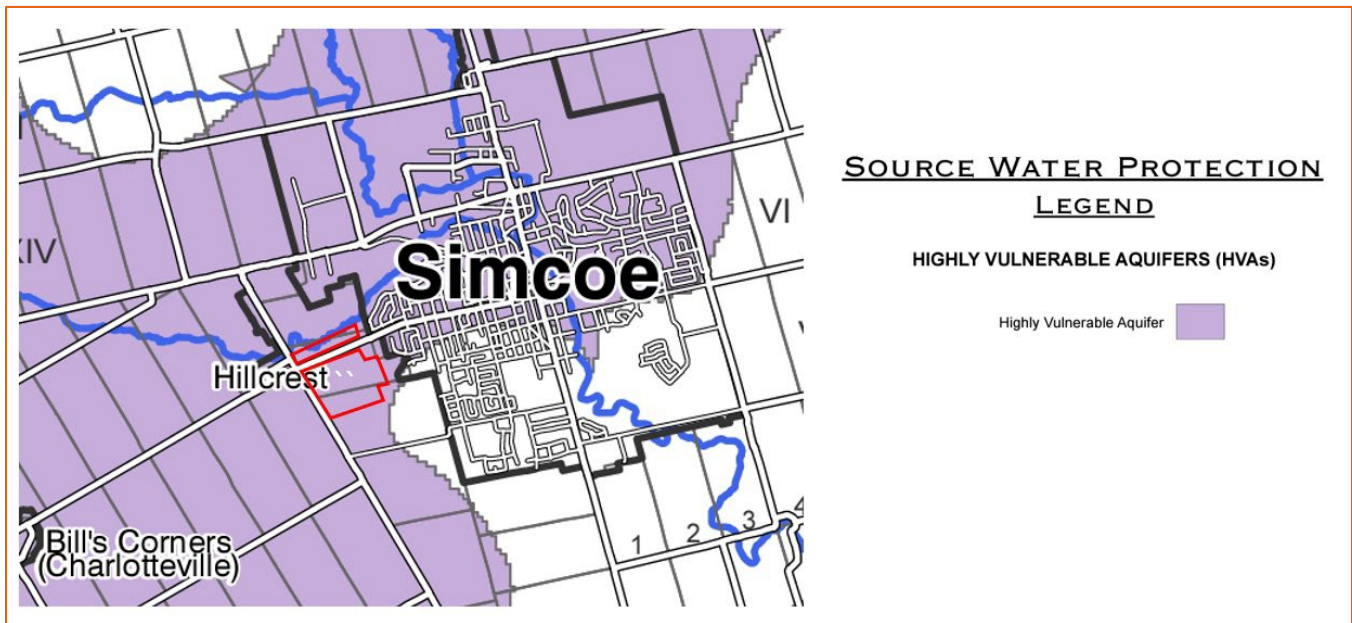 Simcoe
Hillcrest
Bill's Corners
(Charlotteville)
XIV
VI
1
2
3
4
SOURCE WATER PROTECTION
LEGEND
HIGHLY VULNERABLE AQUIFERS (HVAs)
Highly Vulnerable Aquifer